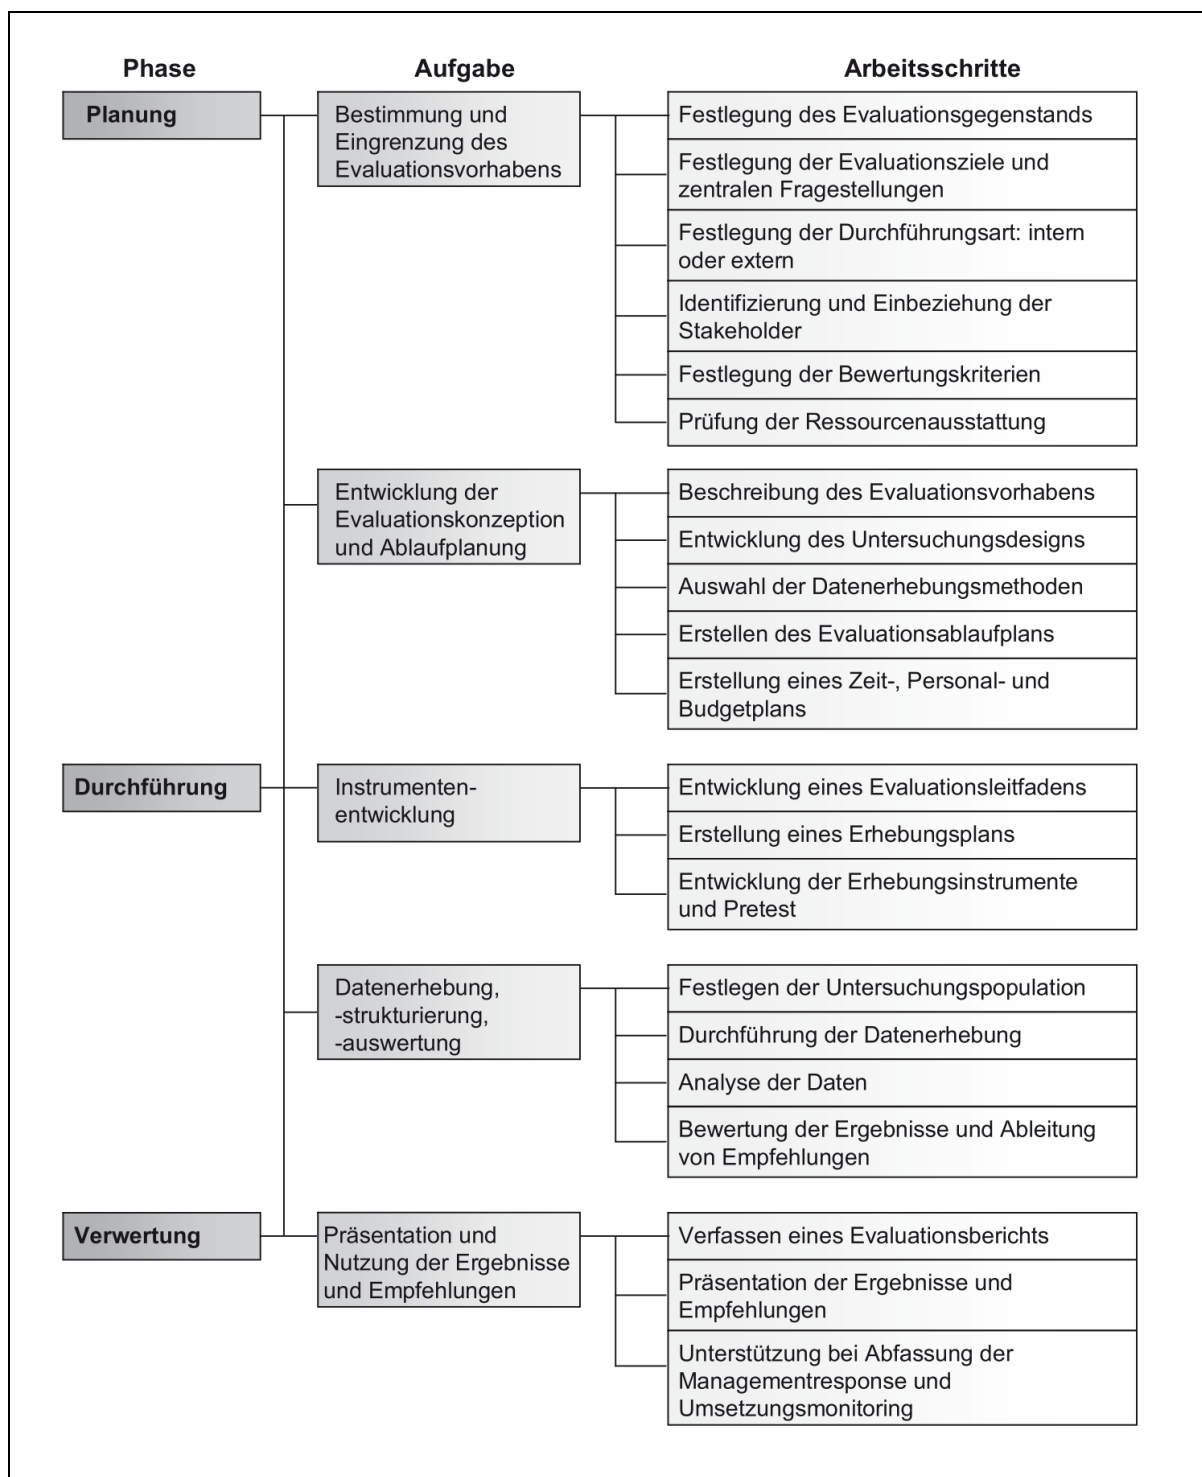 Phase Aufgabe Arbeitsschritte
Planung
Bestimmung und
Eingrenzung des
Evaluationsvorhabens
Festlegung des Evaluationsgegenstands
Festlegung der Evaluationsziele und
zentralen Fragestellungen
Festlegung der Durchführungsart: intern
oder extern
Identifizierung und Einbeziehung der
Stakeholder
Festlegung der Bewertungskriterien
Prüfung der Ressourcenausstattung
Entwicklung der
Evaluationskonzeption
und Ablaufplanung
Beschreibung des Evaluationsvorhabens
Entwicklung des Untersuchungsdesigns
Auswahl der Datenerhebungsmethoden
Erstellen des Evaluationsablaufplans
Erstellung eines Zeit-, Personal- und
Budgetplans
Durchführung
Instrumenten-
entwicklung
Entwicklung eines Evaluationsleitfadens
Erstellung eines Erhebungsplans
Entwicklung der Erhebungsinstrumente
und Pretest
Datenerhebung,
-strukturierung,
-auswertung
Festlegen der Untersuchungspopulation
Durchführung der Datenerhebung
Analyse der Daten
Bewertung der Ergebnisse und Ableitung
von Empfehlungen
Verwertung
Präsentation und
Nutzung der Ergebnisse
und Empfehlungen
Verfassen eines Evaluationsberichts
Präsentation der Ergebnisse und
Empfehlungen
Unterstützung bei Abfassung der
Managementresponse und
Umsetzungsmonitoring